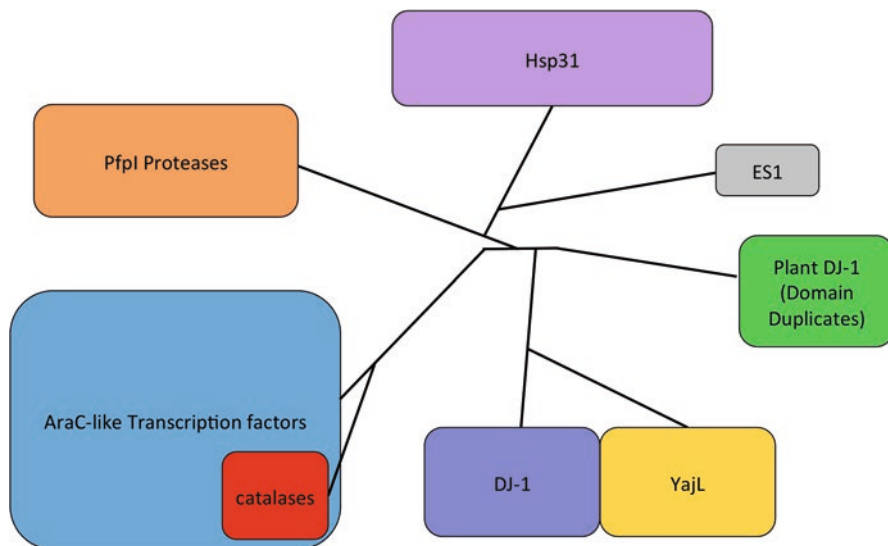 Hsp31
PfpI Proteases
ES1
Plant DJ-1
(Domain
Duplicates)
AraC-like Transcription factors
catalases
DJ-1
YajL